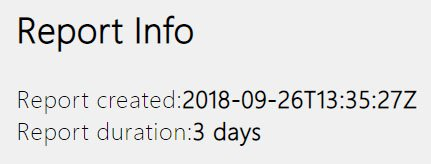 Report Info
Report created:2018-09-26T13:35:27Z
Report duration:3 days